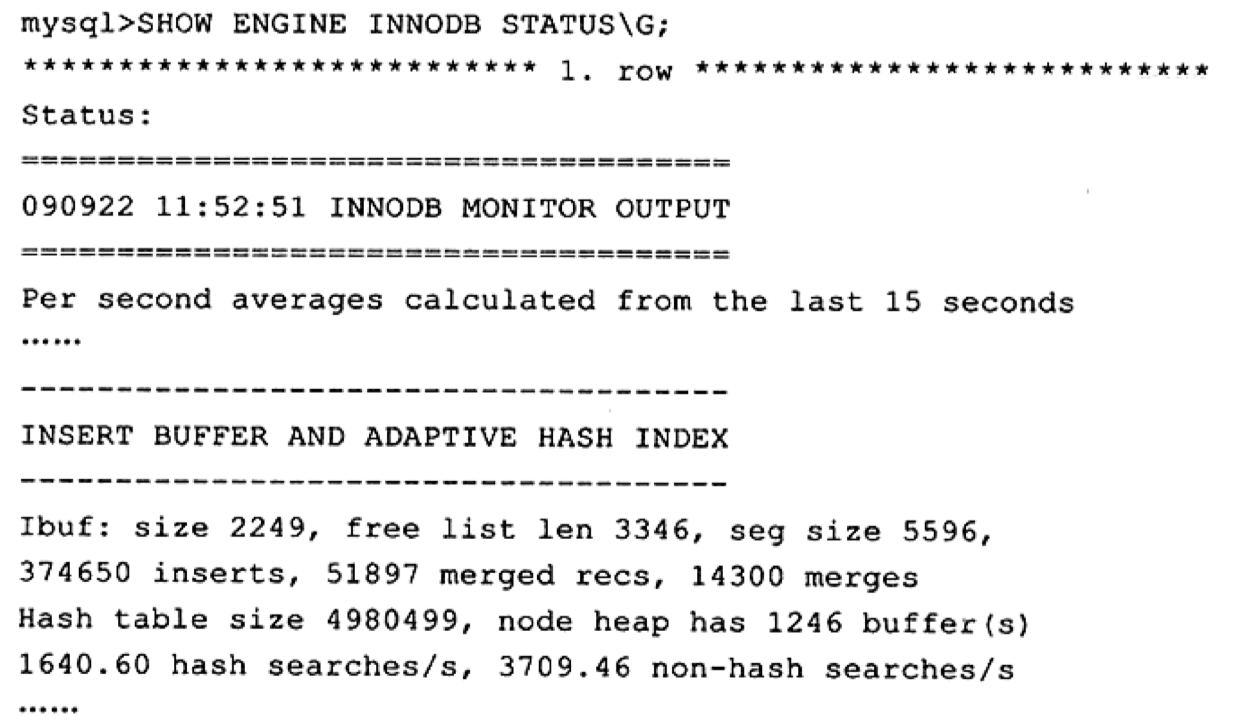 mysql>SHOW ENGINE INNODB STATUS\G;
*************************** 1. row ***************************
Status:
=====================================
090922 11:52:51 INNODB MONITOR OUTPUT
=====================================
Per second averages calculated from the last 15 seconds
……
-------------------------------------
INSERT BUFFER AND ADAPTIVE HASH INDEX
-------------------------------------
Ibuf: size 2249, free list len 3346, seg size 5596,
374650 inserts, 51897 merged recs, 14300 merges
Hash table size 4980499, node heap has 1246 buffer(s)
1640.60 hash searches/s, 3709.46 non-hash searches/s
……